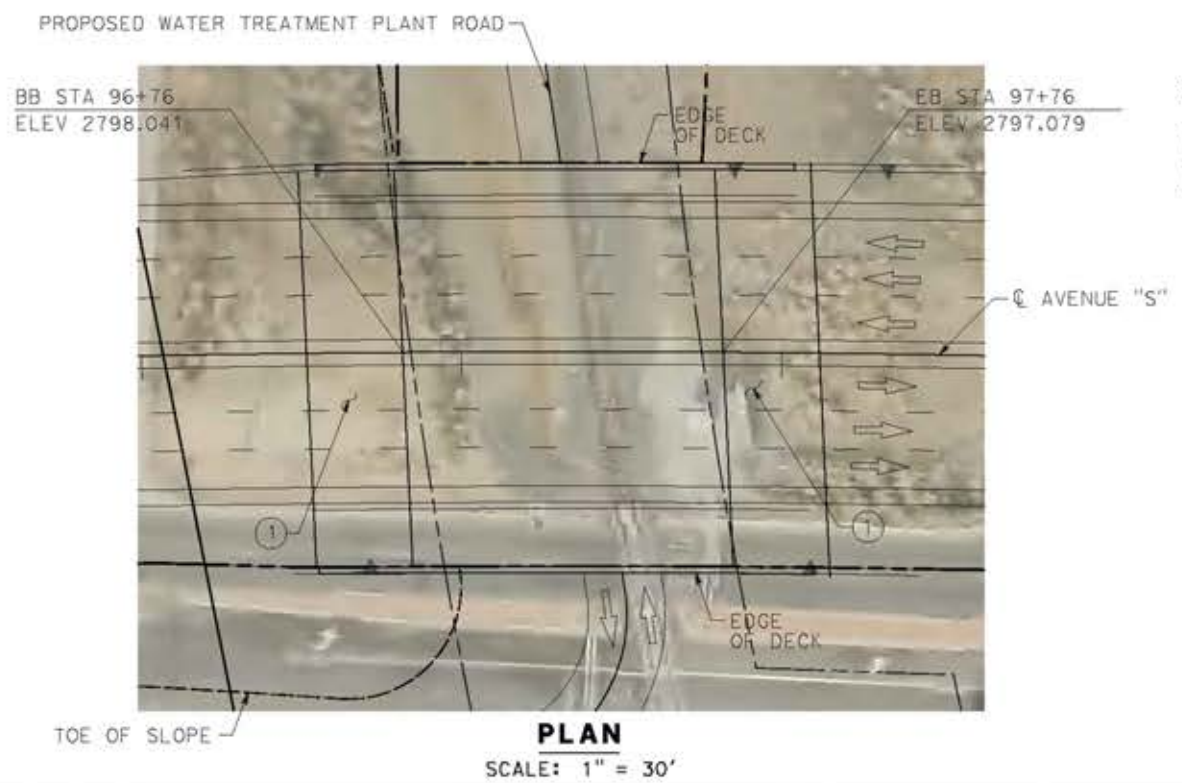 PROPOSED WATER TREATMENT PLANT ROAD
BB STA 96+76
ELEV 2798.041
EB STA 97+76
ELEV 2797.079
EDGE
OF DECK
℄ AVENUE "S"
1
1
EDGE
OF DECK
TOE OF SLOPE
PLAN
SCALE: 1" = 30'